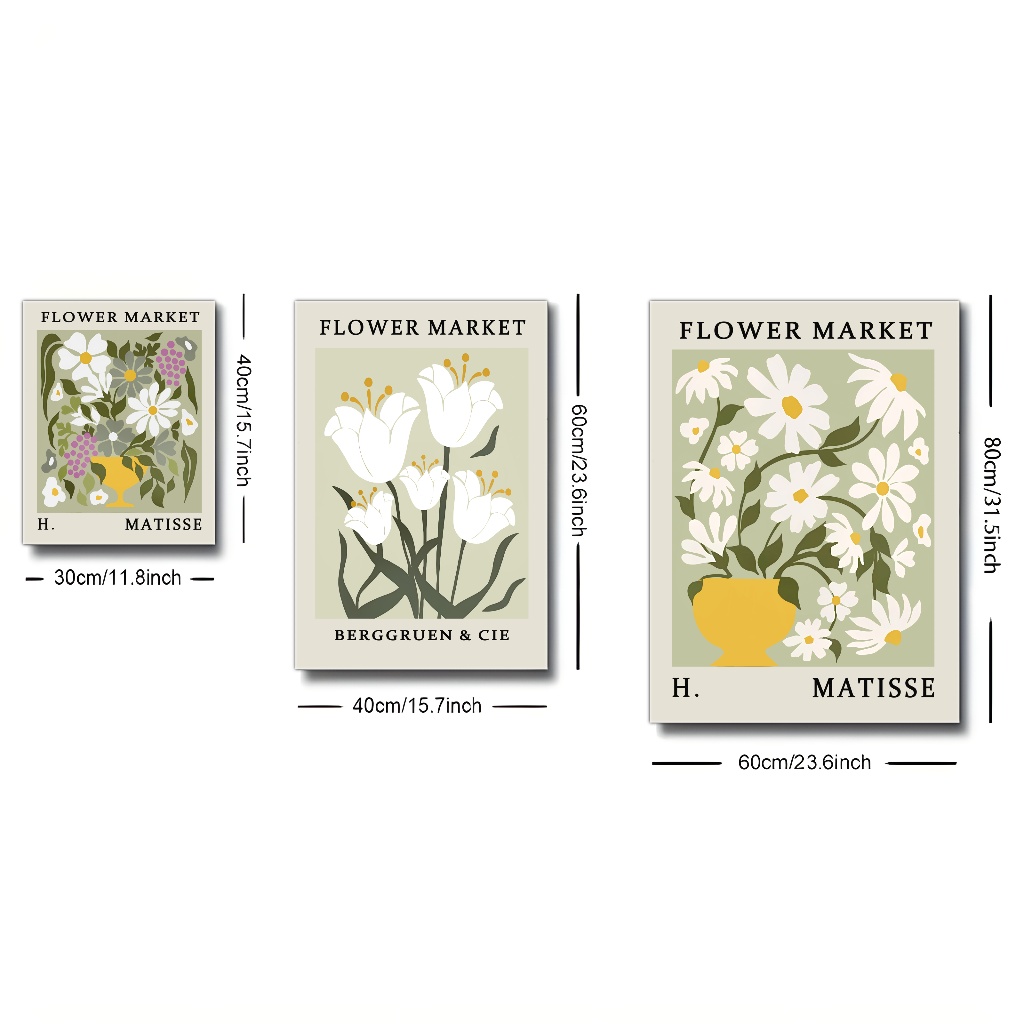 FLOWER MARKET
H. MATISSE
40cm/15.7inch
30cm/11.8inch
FLOWER MARKET
BERGGRUEN & CIE
60cm/23.6inch
40cm/15.7inch
FLOWER MARKET
H. MATISSE
80cm/31.5inch
60cm/23.6inch